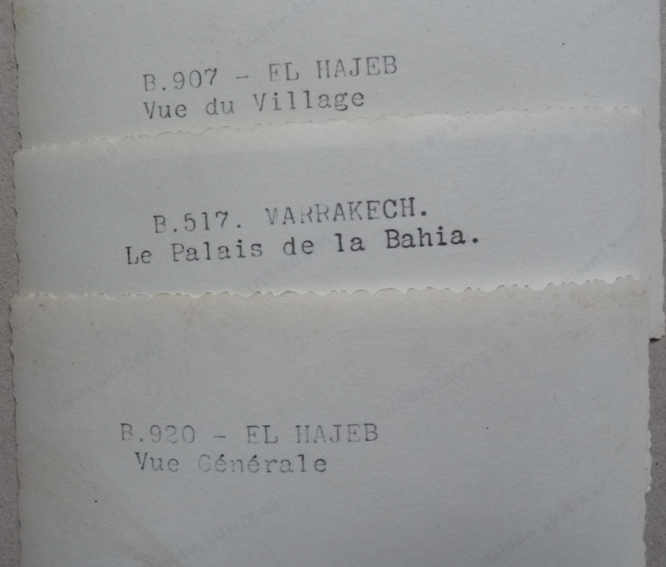 B.907 - EL HAJEB
Vue du Village
B.517. MARRAKECH.
Le Palais de la Bahia.
B.920 - EL HAJEB
Vue Générale